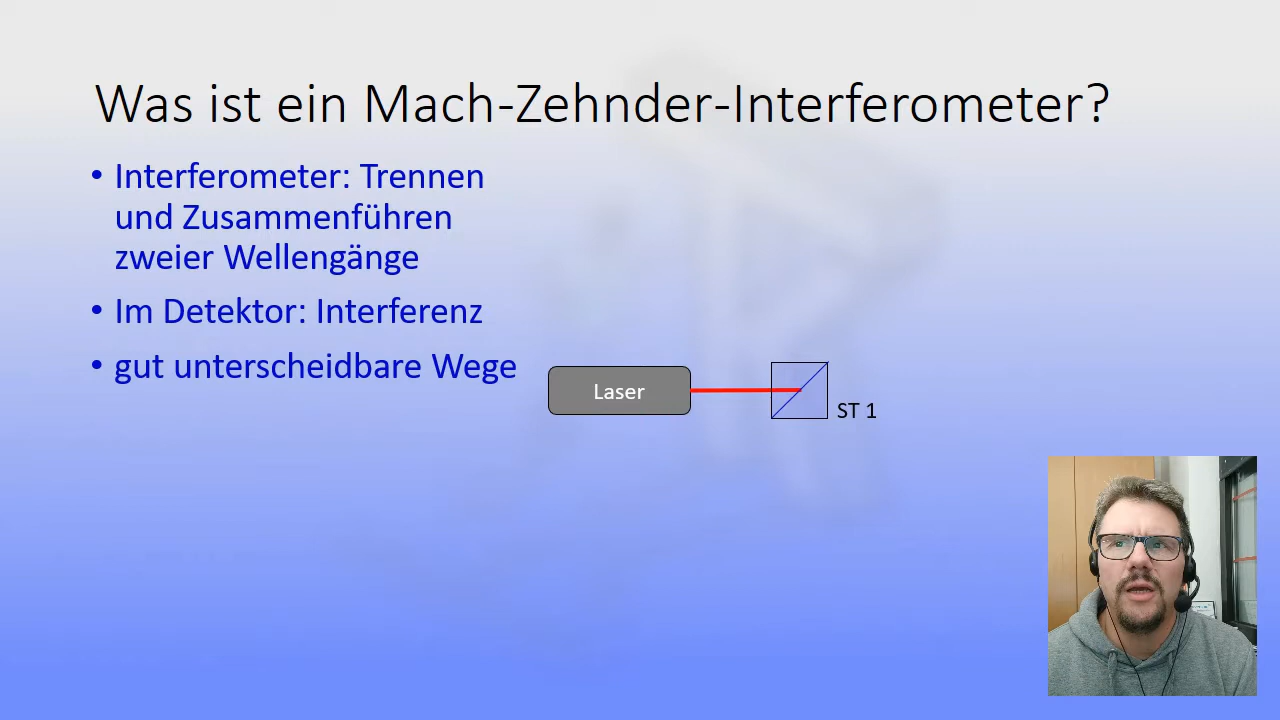 Was ist ein Mach-Zehnder-Interferometer?
• Interferometer: Trennen
und Zusammenführen
zweier Wellengänge
• Im Detektor: Interferenz
• gut unterscheidbare Wege
Laser
ST 1